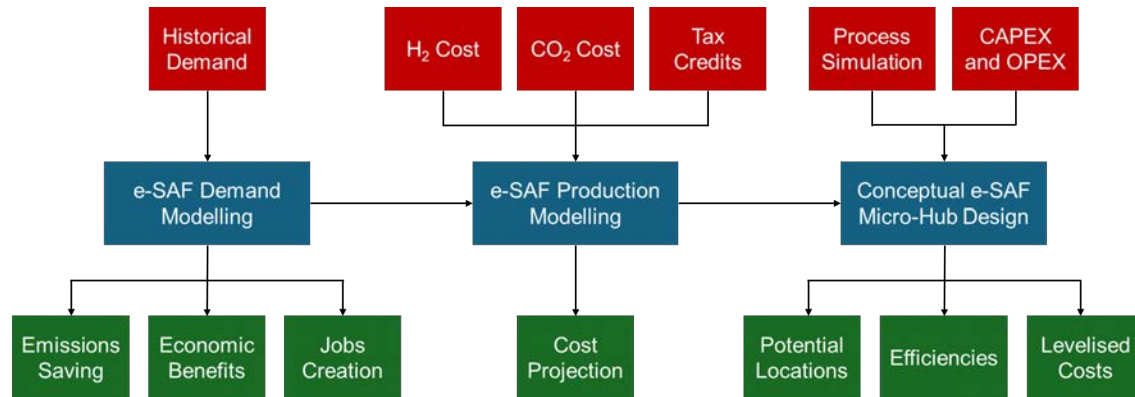 Historical
Demand
H₂ Cost
CO₂ Cost
Tax
Credits
Process
Simulation
CAPEX
and OPEX
e-SAF Demand
Modelling
e-SAF Production
Modelling
Conceptual e-SAF
Micro-Hub Design
Emissions
Saving
Economic
Benefits
Jobs
Creation
Cost
Projection
Potential
Locations
Efficiencies
Levelised
Costs